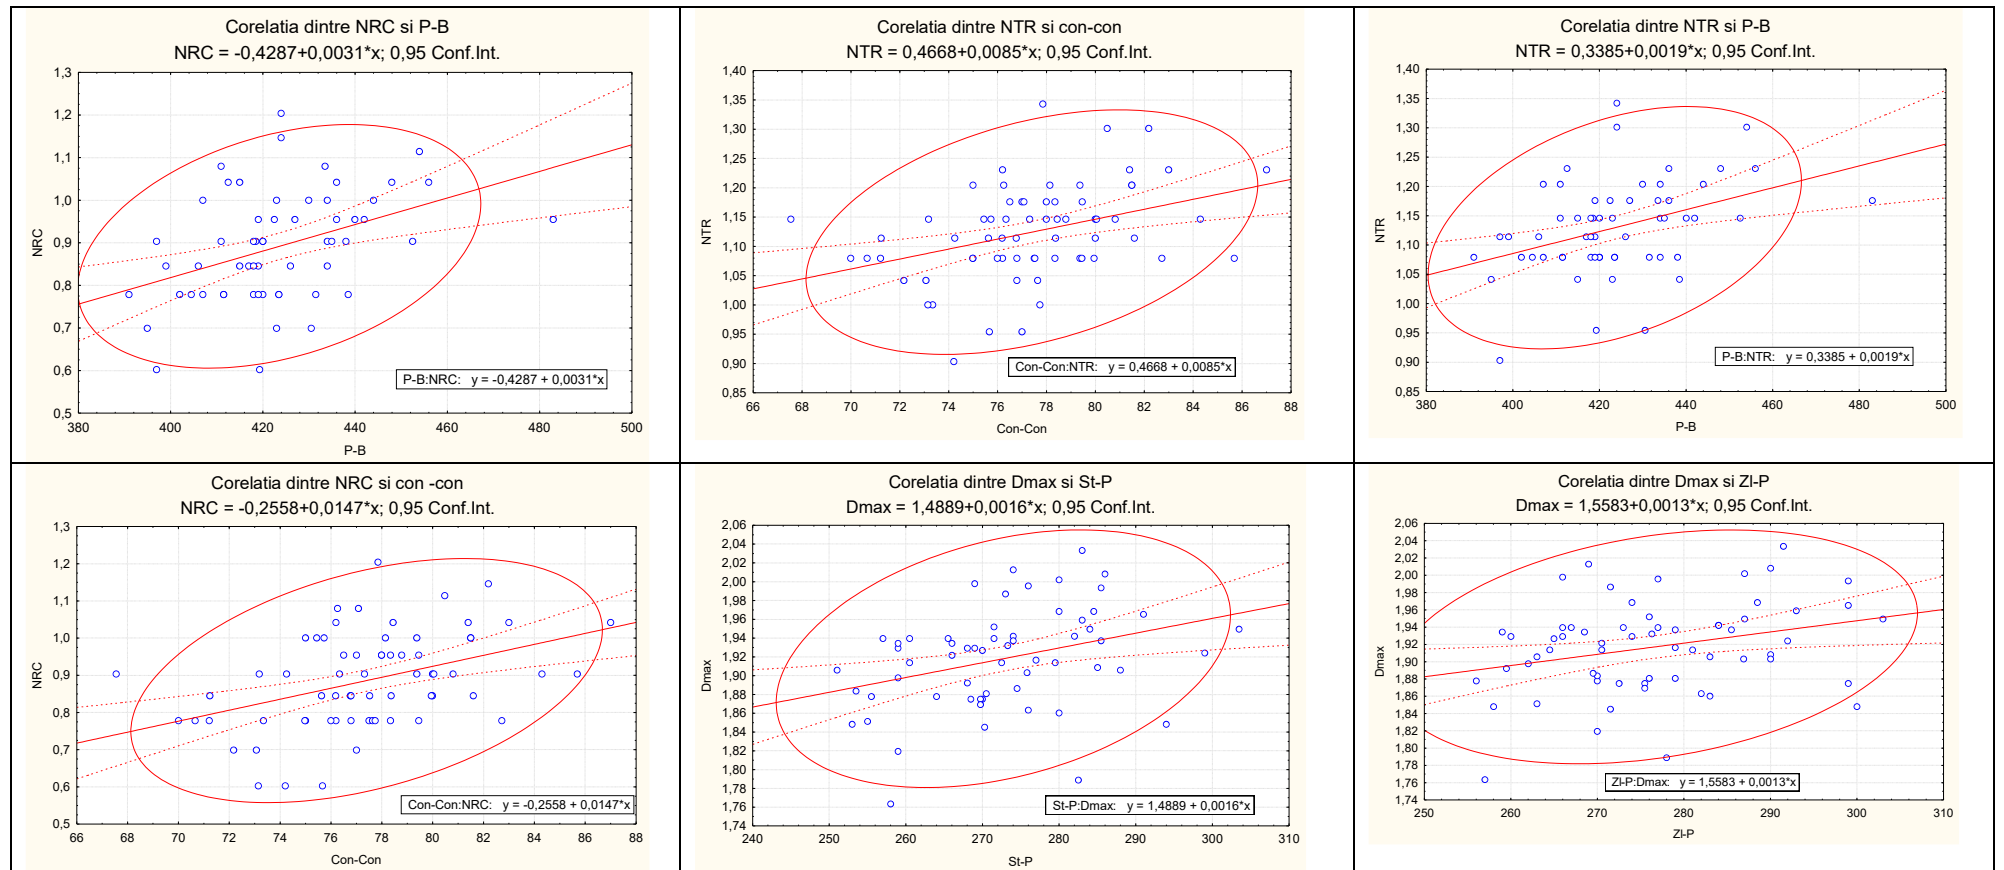 Corelatia dintre NRC si P-B
NRC = -0,4287+0,0031*x; 0,95 Conf.Int.
1,3
1,2
1,1
1,0
0,9
0,8
0,7
0,6
0,5
NRC
P-B:NRC: y = -0,4287 + 0,0031*x
380 400 420 440 460 480 500
P-B
Corelatia dintre NTR si con-con
NTR = 0,4668+0,0085*x; 0,95 Conf.Int.
1,40
1,35
1,30
1,25
1,20
1,15
1,10
1,05
1,00
0,95
0,90
0,85
NTR
Con-Con:NTR: y = 0,4668 + 0,0085*x
66 68 70 72 74 76 78 80 82 84 86 88
Con-Con
Corelatia dintre NTR si P-B
NTR = 0,3385+0,0019*x; 0,95 Conf.Int.
1,40
1,35
1,30
1,25
1,20
1,15
1,10
1,05
1,00
0,95
0,90
0,85
NTR
P-B:NTR: y = 0,3385 + 0,0019*x
380 400 420 440 460 480 500
P-B
Corelatia dintre NRC si con -con
NRC = -0,2558+0,0147*x; 0,95 Conf.Int.
1,3
1,2
1,1
1,0
0,9
0,8
0,7
0,6
0,5
NRC
Con-Con:NRC: y = -0,2558 + 0,0147*x
66 68 70 72 74 76 78 80 82 84 86 88
Con-Con
Corelatia dintre Dmax si St-P
Dmax = 1,4889+0,0016*x; 0,95 Conf.Int.
2,06
2,04
2,02
2,00
1,98
1,96
1,94
1,92
1,90
1,88
1,86
1,84
1,82
1,80
1,78
1,76
1,74
Dmax
St-P:Dmax: y = 1,4889 + 0,0016*x
240 250 260 270 280 290 300 310
St-P
Corelatia dintre Dmax si Zl-P
Dmax = 1,5583+0,0013*x; 0,95 Conf.Int.
2,06
2,04
2,02
2,00
1,98
1,96
1,94
1,92
1,90
1,88
1,86
1,84
1,82
1,80
1,78
1,76
1,74
Dmax
Zl-P:Dmax: y = 1,5583 + 0,0013*x
250 260 270 280 290 300 310
Zl-P